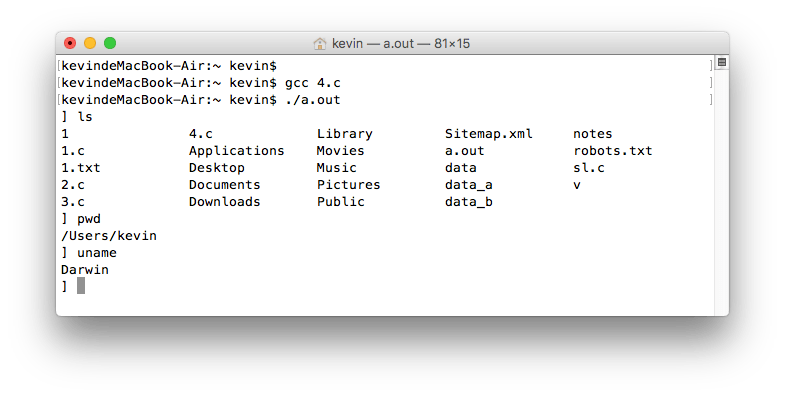 kevin — a.out — 81×15
[kevindeMacBook-Air:~ kevin$ ]
[kevindeMacBook-Air:~ kevin$ gcc 4.c ]
[kevindeMacBook-Air:~ kevin$ ./a.out ]
] ls
1 4.c Library Sitemap.xml notes
1.c Applications Movies a.out robots.txt
1.txt Desktop Music data sl.c
2.c Documents Pictures data_a v
3.c Downloads Public data_b
] pwd
/Users/kevin
] uname
Darwin
]